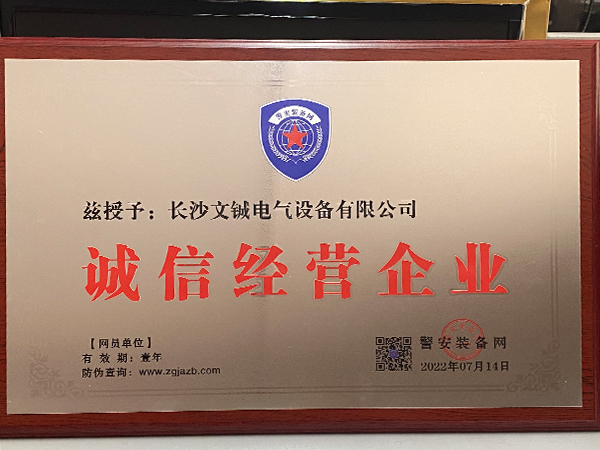 警安装备网
兹授予：长沙文铖电气设备有限公司
诚信经营企业
【网员单位】
有 效 期：壹年
防伪查询：www.zgjazb.com
警安装备网
2022年07月14日